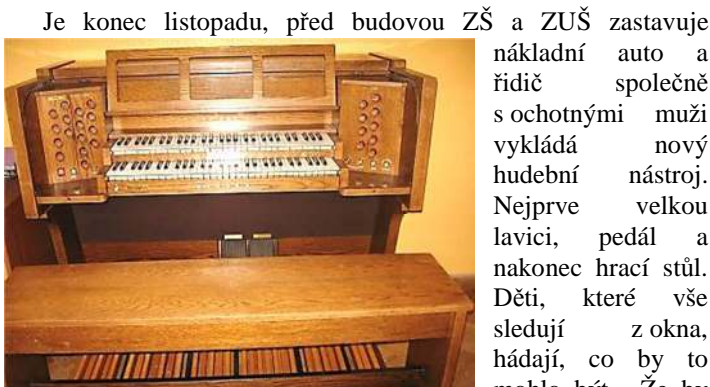 Je konec listopadu, před budovou ZŠ a ZUŠ zastavuje
nákladní auto a
řidič společně
s ochotnými muži
vykládá nový
hudební nástroj.
Nejprve velkou
lavici, pedál a
nakonec hrací stůl.
Děti, které vše
sledují z okna,
hádají, co by to